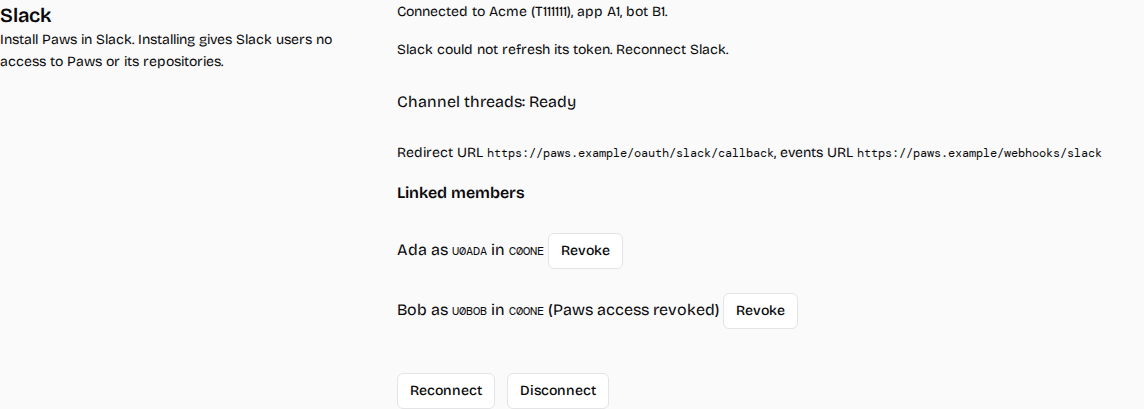 Slack
Install Paws in Slack. Installing gives Slack users no
access to Paws or its repositories.
Connected to Acme (T111111), app A1, bot B1.
Slack could not refresh its token. Reconnect Slack.
Channel threads: Ready
Redirect URL https://paws.example/oauth/slack/callback, events URL https://paws.example/webhooks/slack
Linked members
Ada as U0ADA in C0ONE Revoke
Bob as U0BOB in C0ONE (Paws access revoked) Revoke
Reconnect Disconnect